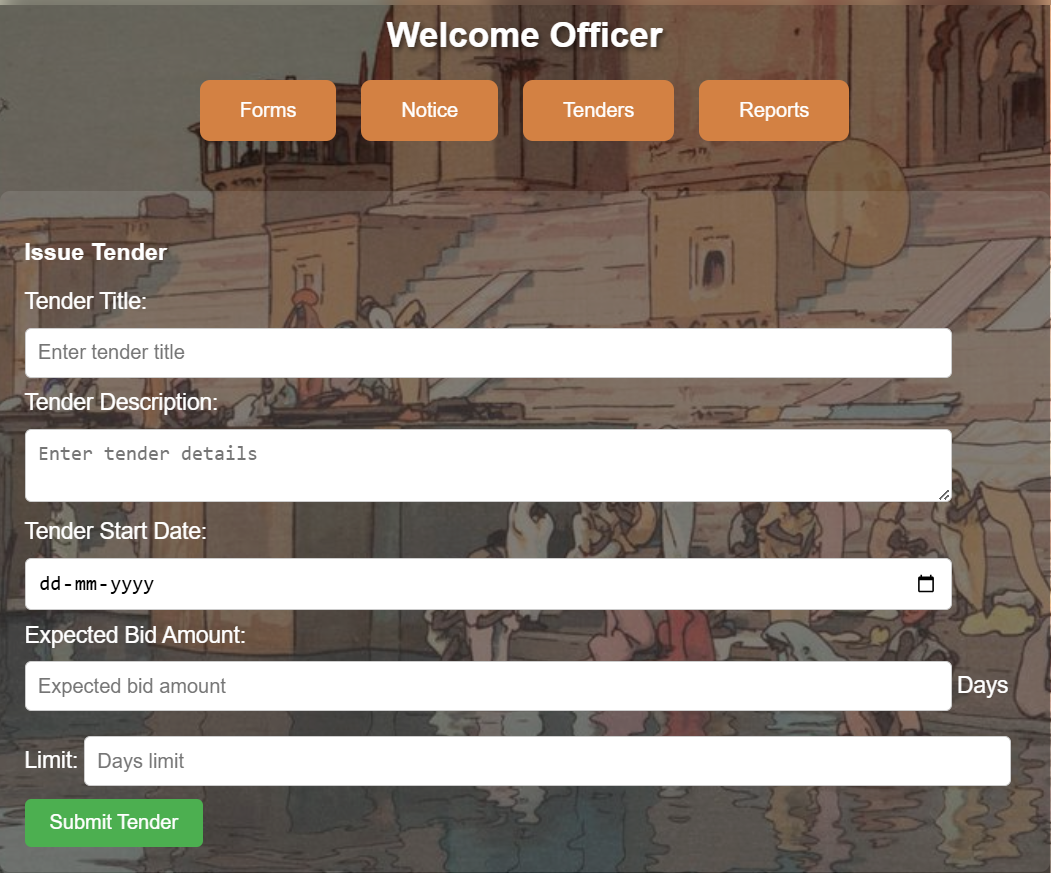 Welcome Officer
Forms Notice Tenders Reports
Issue Tender
Tender Title:
Enter tender title
Tender Description:
Enter tender details
Tender Start Date:
dd-mm-yyyy
Expected Bid Amount:
Expected bid amount Days
Limit: Days limit
Submit Tender